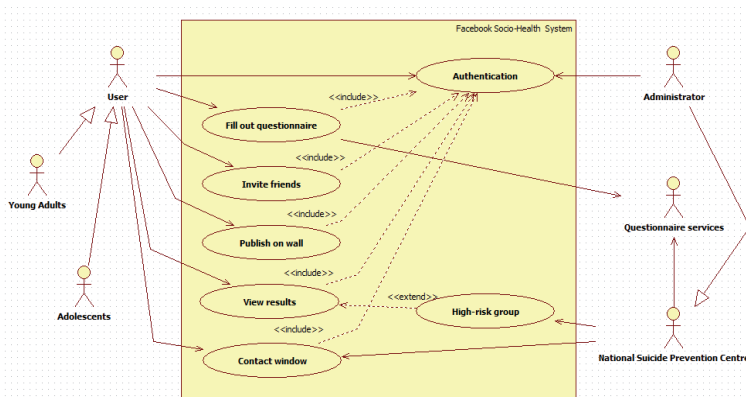 Facebook Socio-Health System
User
Authentication
Administrator
<<include>>
Fill out questionnaire
<<include>>
Invite friends
Young Adults
<<include>>
Publish on wall
Questionnaire services
<<include>>
View results
<<extend>>
High-risk group
Adolescents
<<include>>
Contact window
National Suicide Prevention Centre